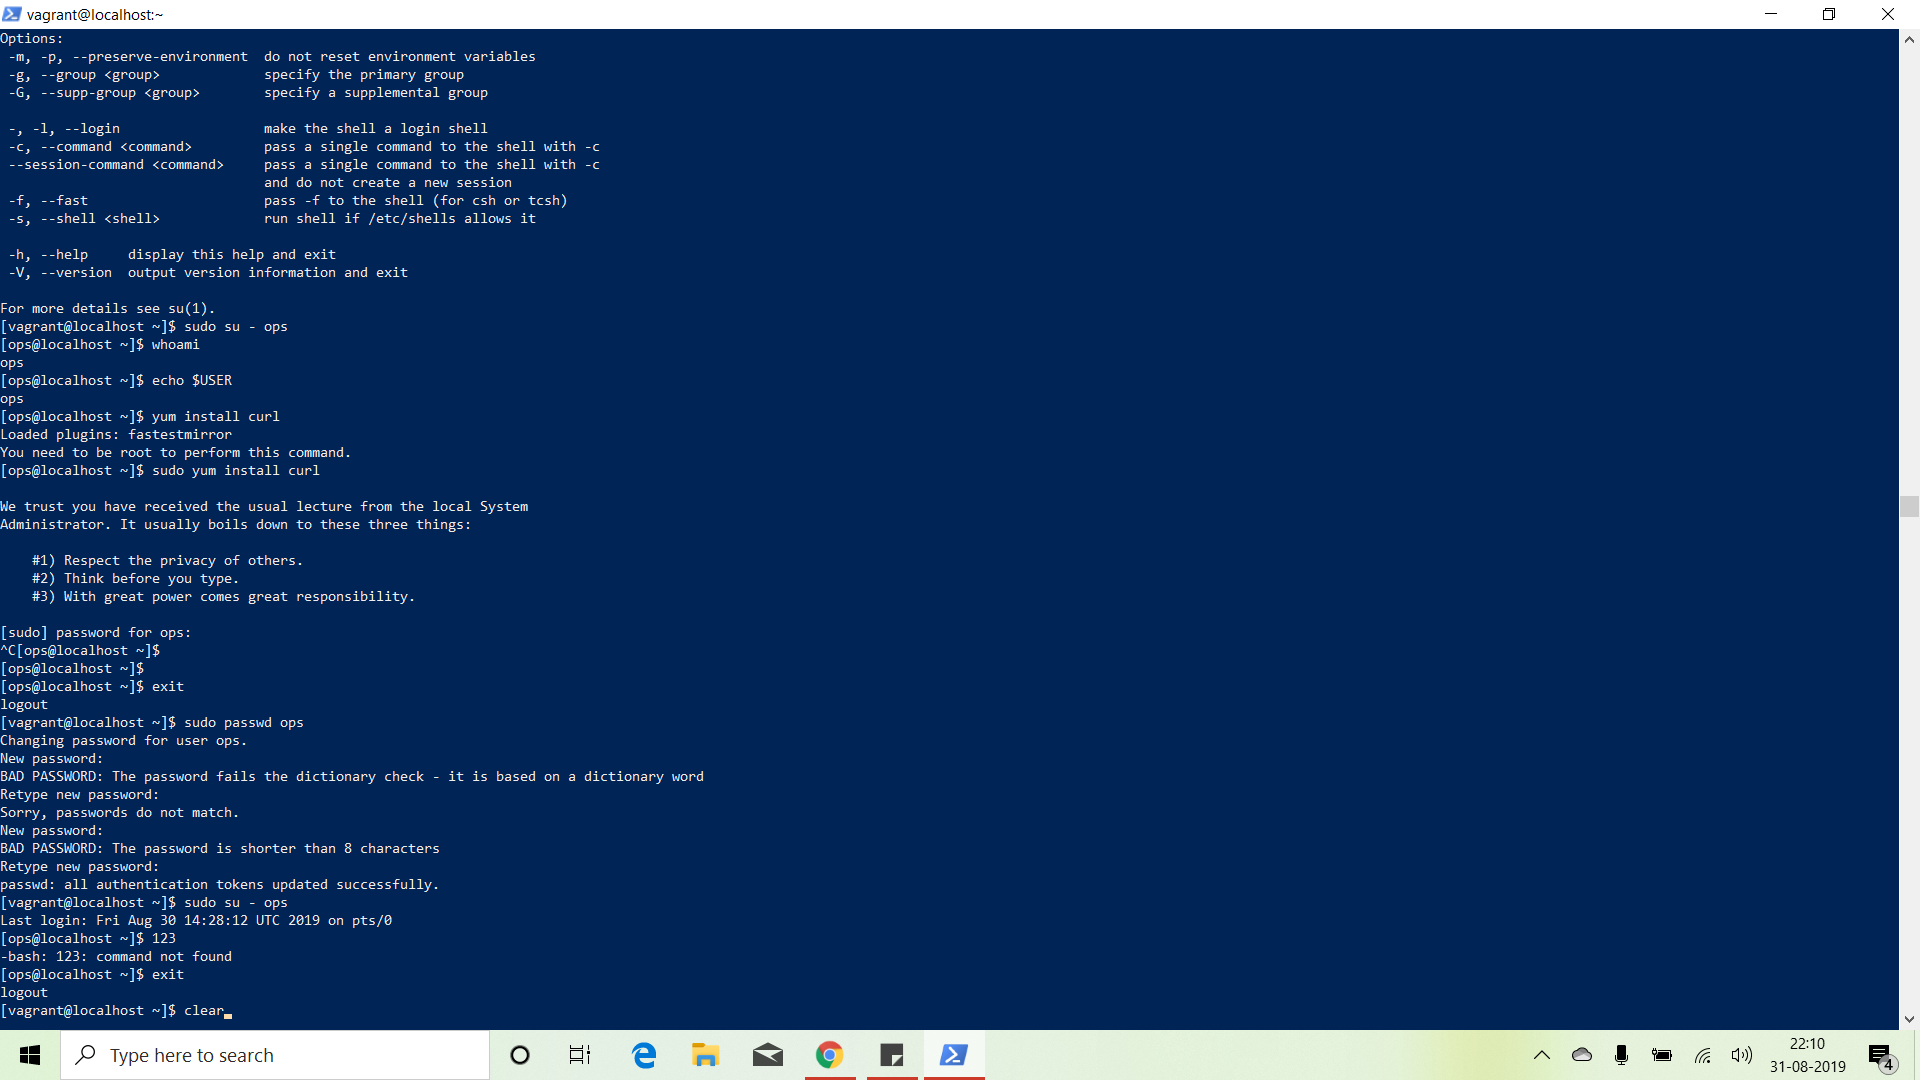 vagrant@localhost:~
Options:
 -m, -p, --preserve-environment  do not reset environment variables
 -g, --group <group>             specify the primary group
 -G, --supp-group <group>        specify a supplemental group

 -, -l, --login                  make the shell a login shell
 -c, --command <command>         pass a single command to the shell with -c
 --session-command <command>     pass a single command to the shell with -c
                                 and do not create a new session
 -f, --fast                      pass -f to the shell (for csh or tcsh)
 -s, --shell <shell>             run shell if /etc/shells allows it

 -h, --help     display this help and exit
 -V, --version  output version information and exit

For more details see su(1).
[vagrant@localhost ~]$ sudo su - ops
[ops@localhost ~]$ whoami
ops
[ops@localhost ~]$ echo $USER
ops
[ops@localhost ~]$ yum install curl
Loaded plugins: fastestmirror
You need to be root to perform this command.
[ops@localhost ~]$ sudo yum install curl

We trust you have received the usual lecture from the local System
Administrator. It usually boils down to these three things:

    #1) Respect the privacy of others.
    #2) Think before you type.
    #3) With great power comes great responsibility.

[sudo] password for ops:
^C[ops@localhost ~]$
[ops@localhost ~]$
[ops@localhost ~]$ exit
logout
[vagrant@localhost ~]$ sudo passwd ops
Changing password for user ops.
New password:
BAD PASSWORD: The password fails the dictionary check - it is based on a dictionary word
Retype new password:
Sorry, passwords do not match.
New password:
BAD PASSWORD: The password is shorter than 8 characters
Retype new password:
passwd: all authentication tokens updated successfully.
[vagrant@localhost ~]$ sudo su - ops
Last login: Fri Aug 30 14:28:12 UTC 2019 on pts/0
[ops@localhost ~]$ 123
-bash: 123: command not found
[ops@localhost ~]$ exit
logout
[vagrant@localhost ~]$ clear
Type here to search
22:10
31-08-2019
4